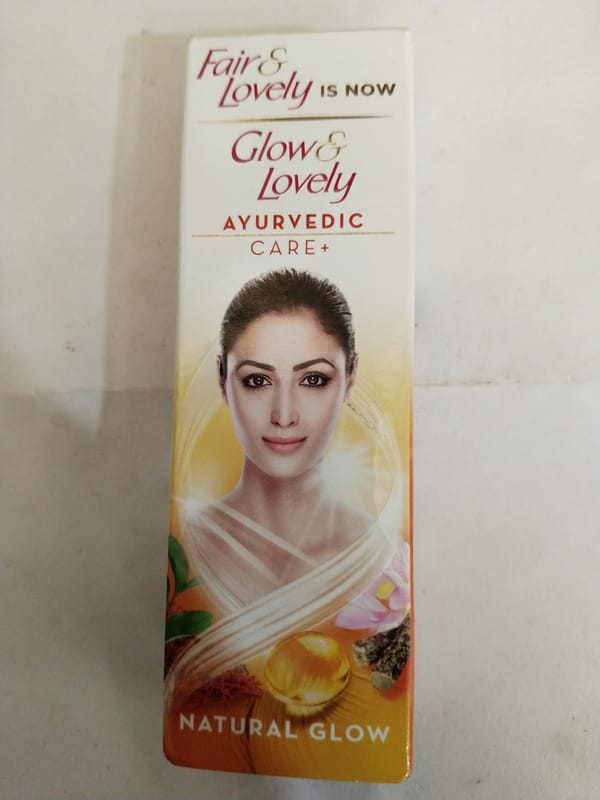 Fair &
Lovely IS NOW
Glow &
Lovely
AYURVEDIC
CARE+
NATURAL GLOW